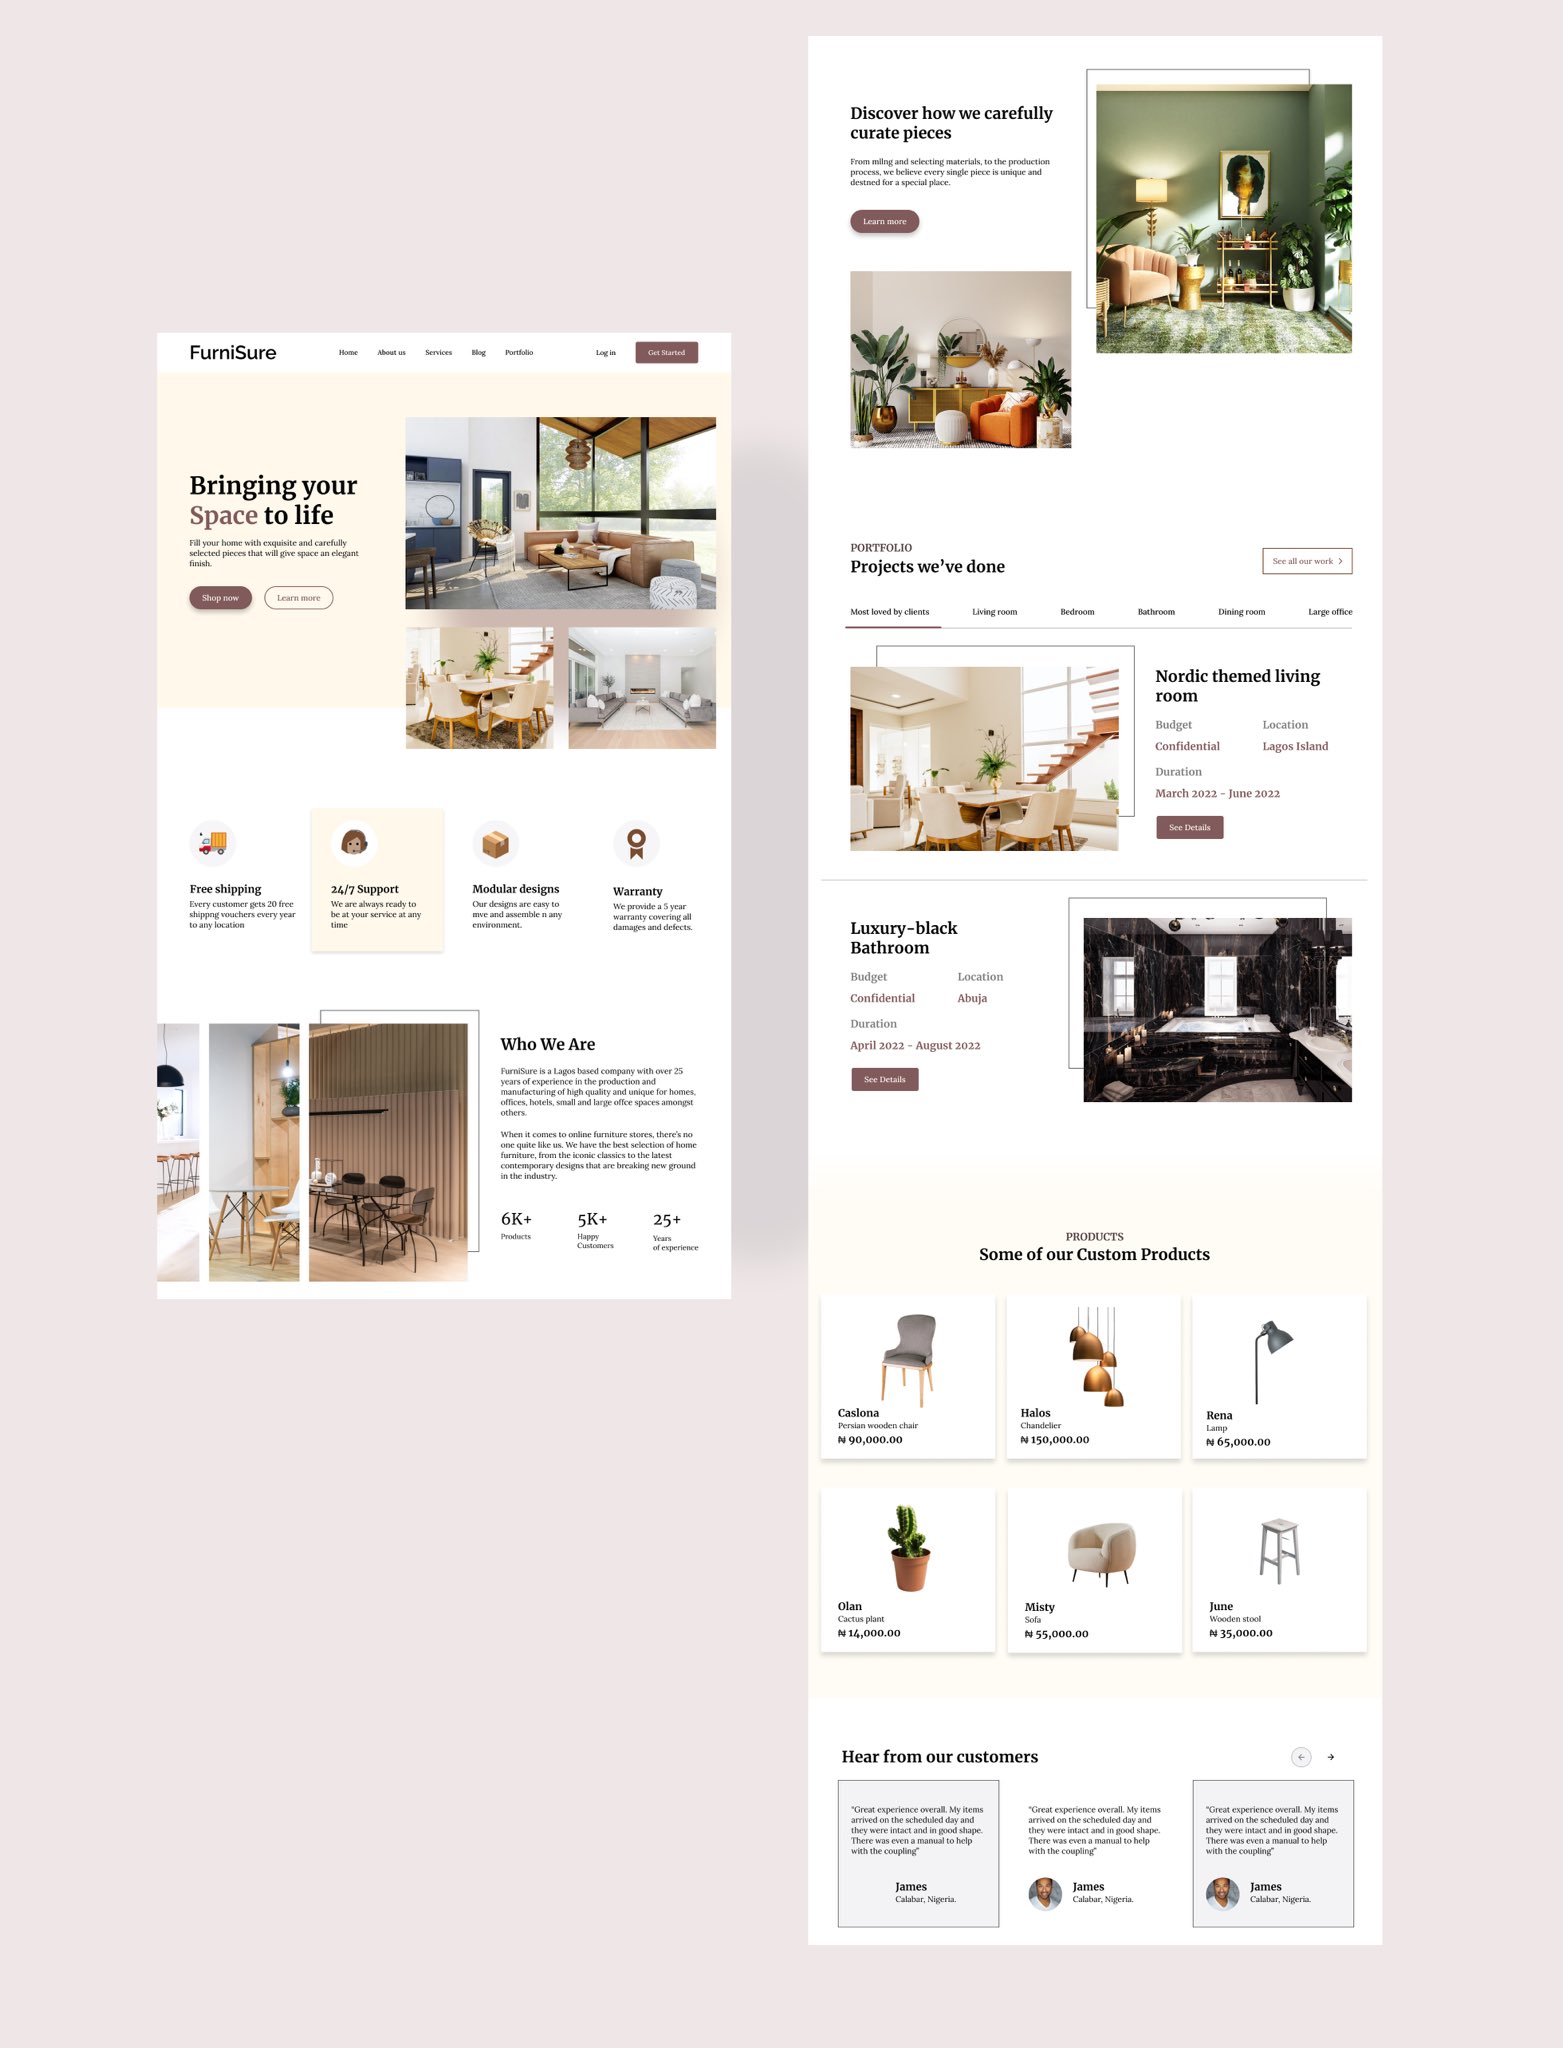 FurniSure
Home
About us
Services
Blog
Portfolio
Log in
Get Started
Bringing your
Space to life
Fill your home with exquisite and carefully
selected pieces that will give space an elegant
finish.
Shop now
Learn more
Free shipping
Every customer gets 20 free
shippng vouchers every year
to any location
24/7 Support
We are always ready to
be at your service at any
time
Modular designs
Our designs are easy to
mve and assemble n any
environment.
Warranty
We provide a 5 year
warranty covering all
damages and defects.
Who We Are
FurniSure is a Lagos based company with over 25
years of experience in the production and
manufacturing of high quality and unique for homes,
offices, hotels, small and large offce spaces amongst
others.
When it comes to online furniture stores, there's no
one quite like us. We have the best selection of home
furniture, from the iconic classics to the latest
contemporary designs that are breaking new ground
in the industry.
6K+
Products
5K+
Happy
Customers
25+
Years
of experience
Discover how we carefully
curate pieces
From milng and selecting materials, to the production
process, we believe every single piece is unique and
destned for a special place.
Learn more
PORTFOLIO
Projects we've done
See all our work >
Most loved by clients
Living room
Bedroom
Bathroom
Dining room
Large office
Nordic themed living
room
Budget
Location
Confidential
Lagos Island
Duration
March 2022 - June 2022
See Details
Luxury-black
Bathroom
Budget
Location
Confidential
Abuja
Duration
April 2022 - August 2022
See Details
PRODUCTS
Some of our Custom Products
Caslona
Persian wooden chair
₦ 90,000.00
Halos
Chandelier
₦ 150,000.00
Rena
Lamp
₦ 65,000.00
Olan
Cactus plant
₦ 14,000.00
Misty
Sofa
₦ 55,000.00
June
Wooden stool
₦ 35,000.00
Hear from our customers
"Great experience overall. My items
arrived on the scheduled day and
they were intact and in good shape.
There was even a manual to help
with the coupling"
James
Calabar, Nigeria.
"Great experience overall. My items
arrived on the scheduled day and
they were intact and in good shape.
There was even a manual to help
with the coupling"
James
Calabar, Nigeria.
"Great experience overall. My items
arrived on the scheduled day and
they were intact and in good shape.
There was even a manual to help
with the coupling"
James
Calabar, Nigeria.